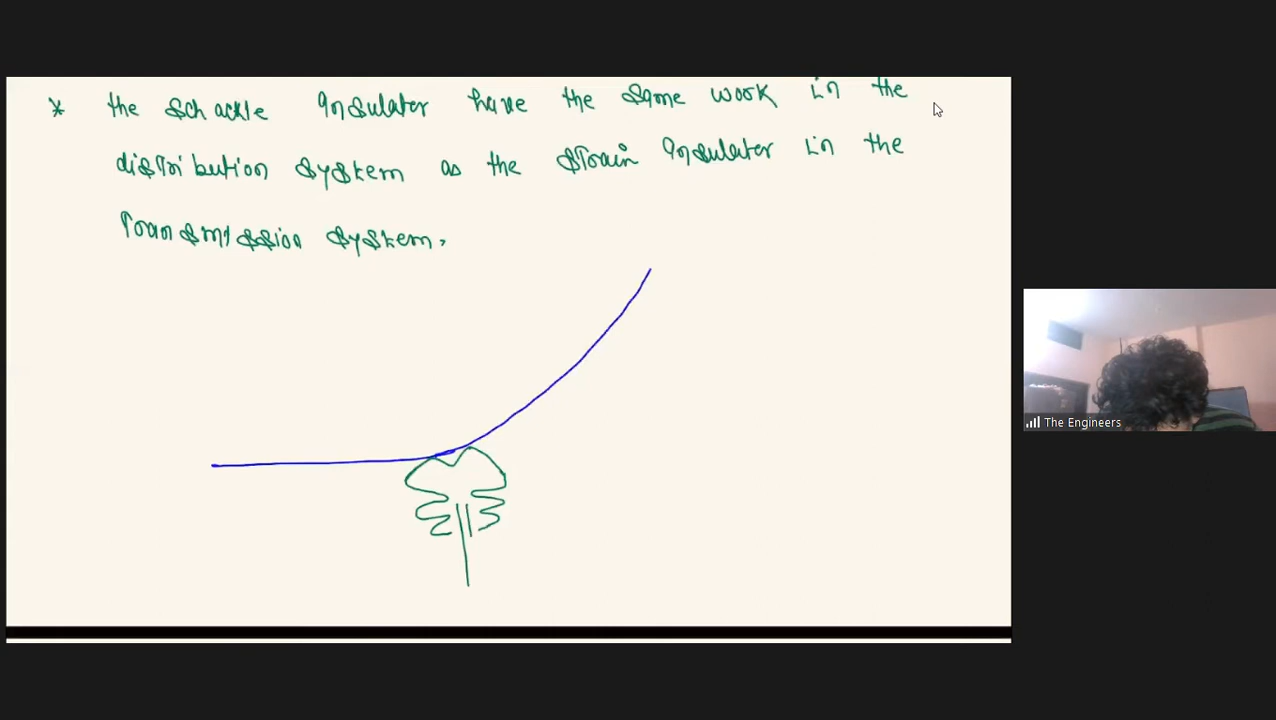 * the schackle insulator have the same work in the
distribution system as the strain insulator in the
transmission system.
The Engineers